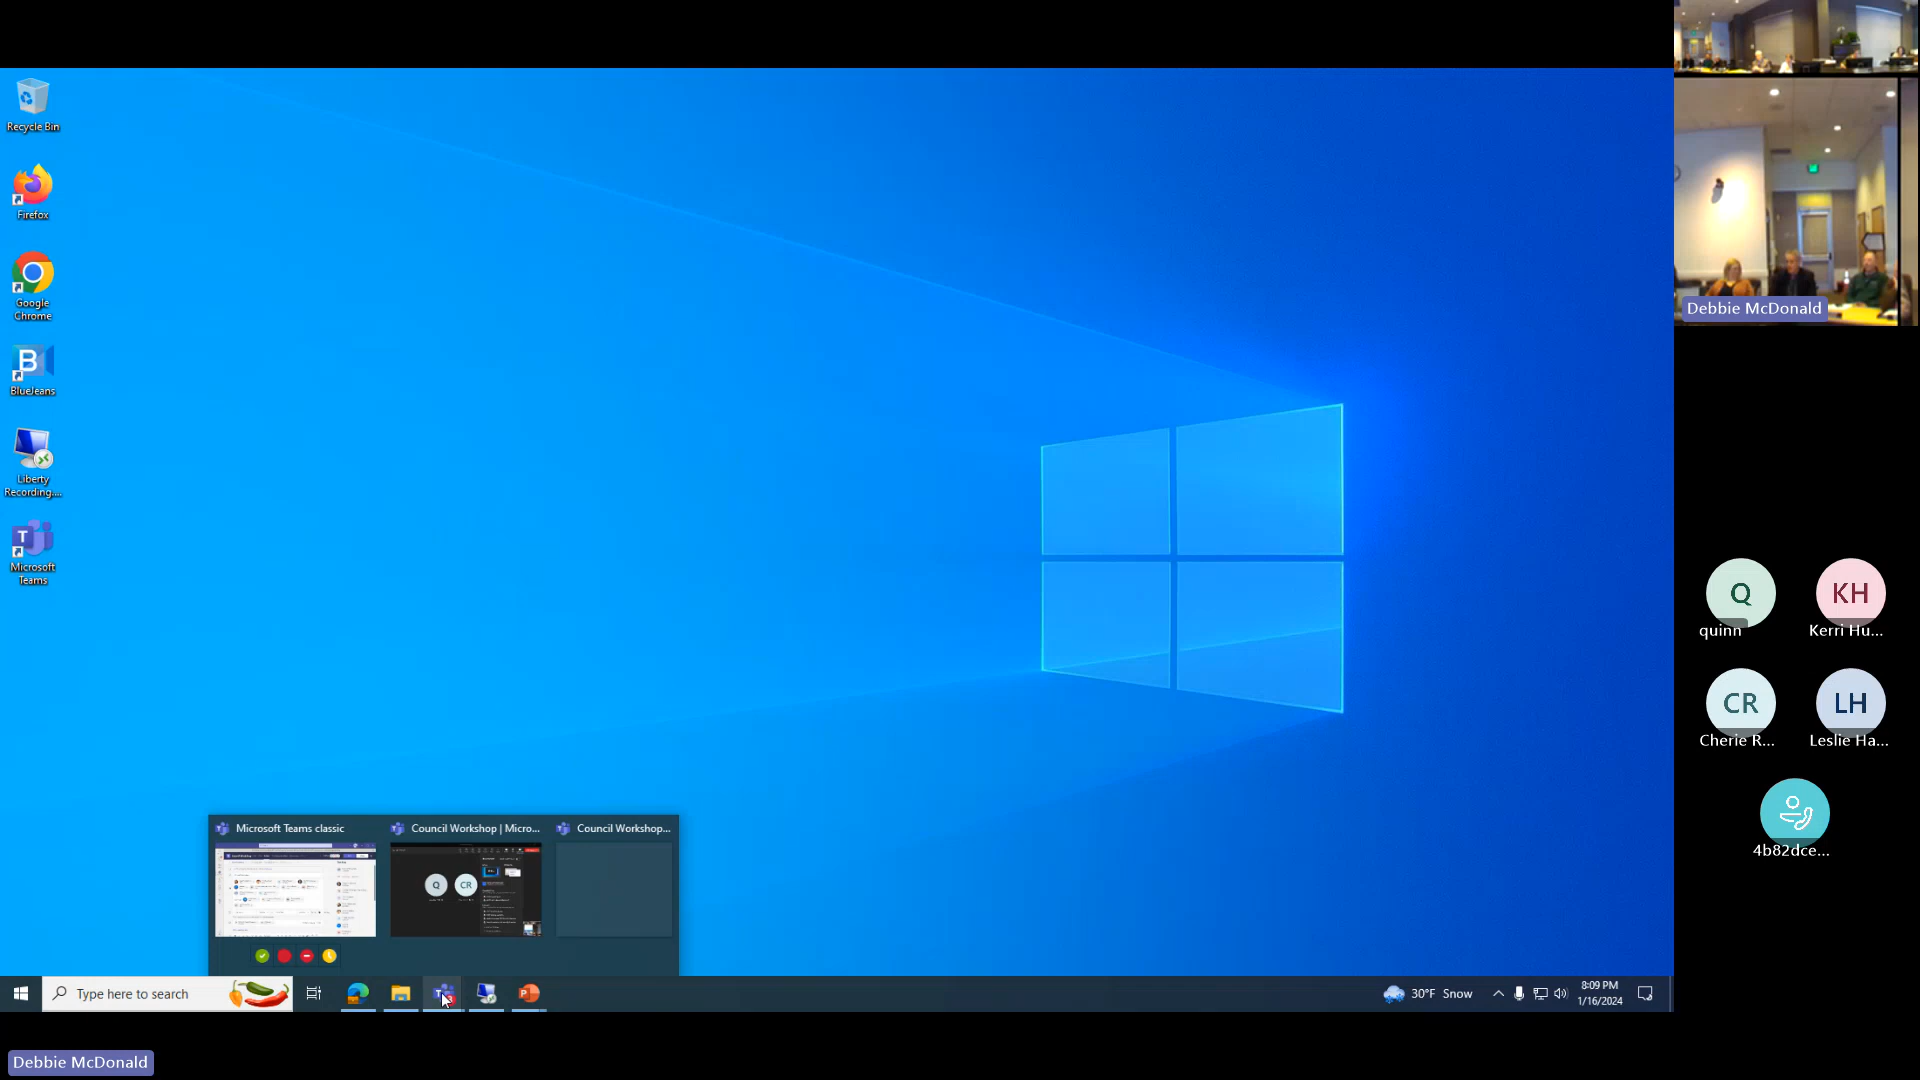 Recycle Bin
Firefox
Google
Chrome
B
BlueJeans
Liberty
Recording....
T
Microsoft
Teams
Microsoft Teams classic
Council Workshop | Micro...
Council Workshop...
Q
CR
Type here to search
30°F Snow
8:09 PM
1/16/2024
Debbie McDonald
Debbie McDonald
Q
quinn
KH
Kerri Hu...
CR
Cherie R...
LH
Leslie Ha...
4b82dce...